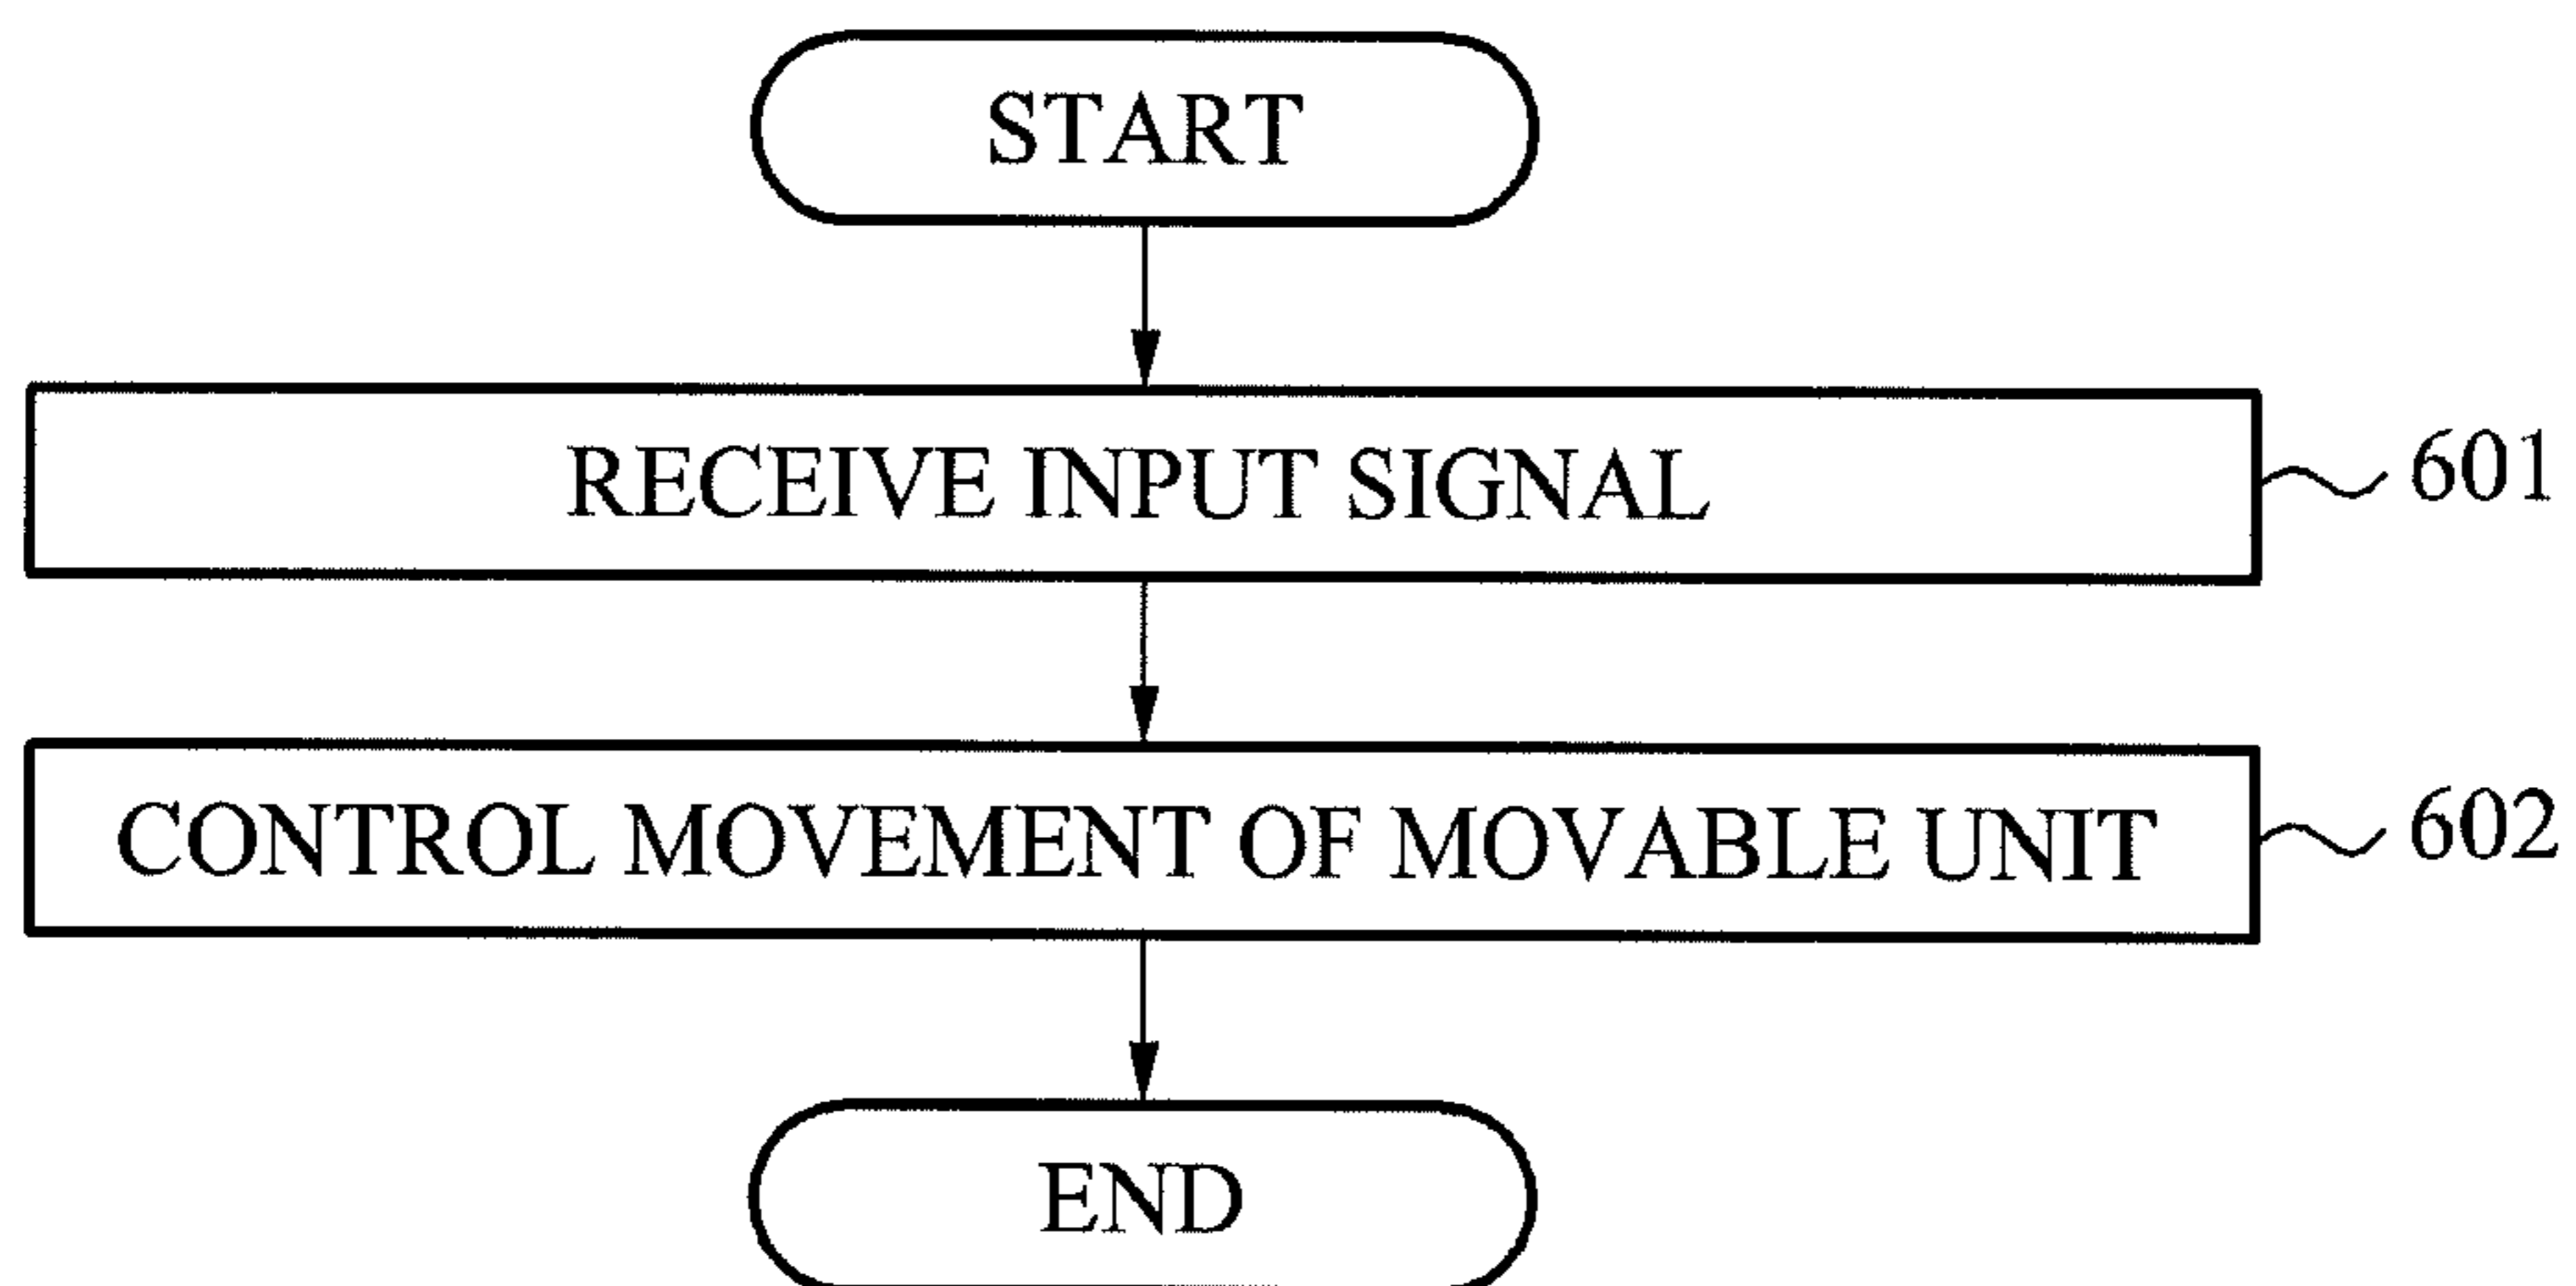 START
RECEIVE INPUT SIGNAL
601
CONTROL MOVEMENT OF MOVABLE UNIT
602
END